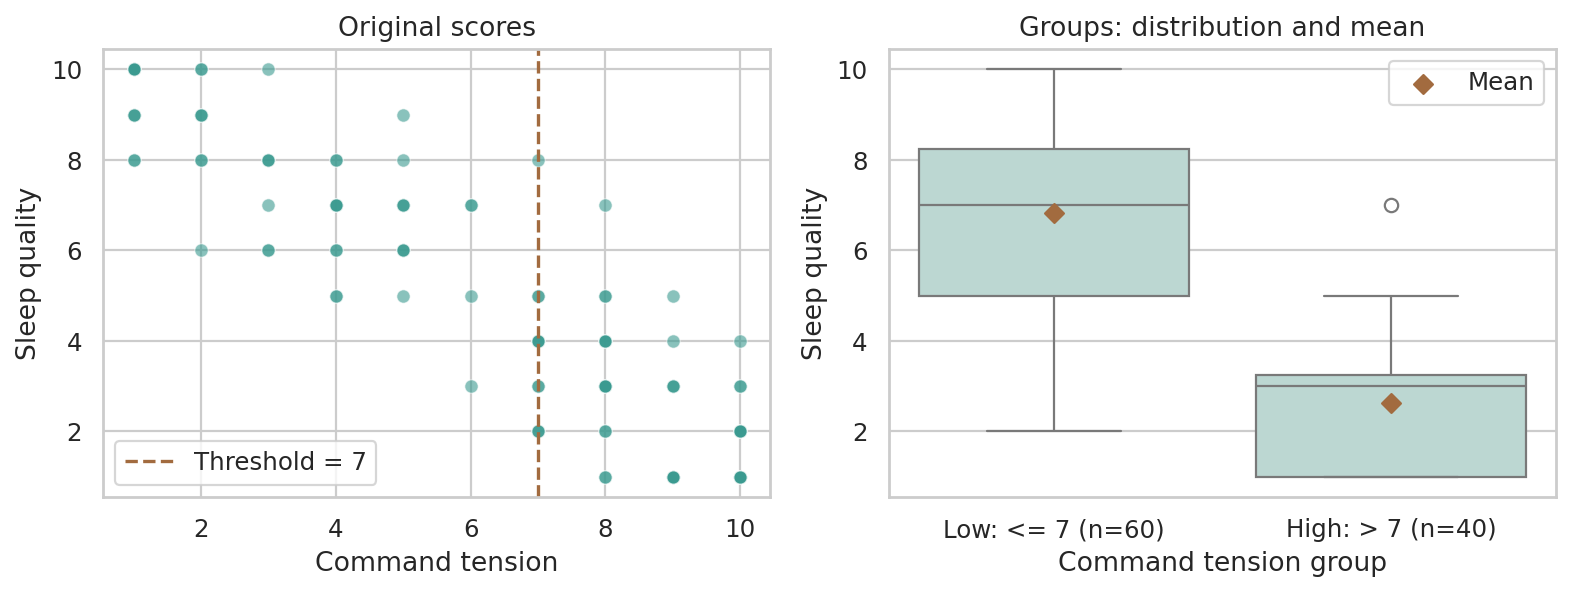 Original scores
10
8
6
4
2
Sleep quality
Threshold = 7
2
4
6
8
10
Command tension
Groups: distribution and mean
10
8
6
4
2
Sleep quality
Mean
Low: <= 7 (n=60)
High: > 7 (n=40)
Command tension group